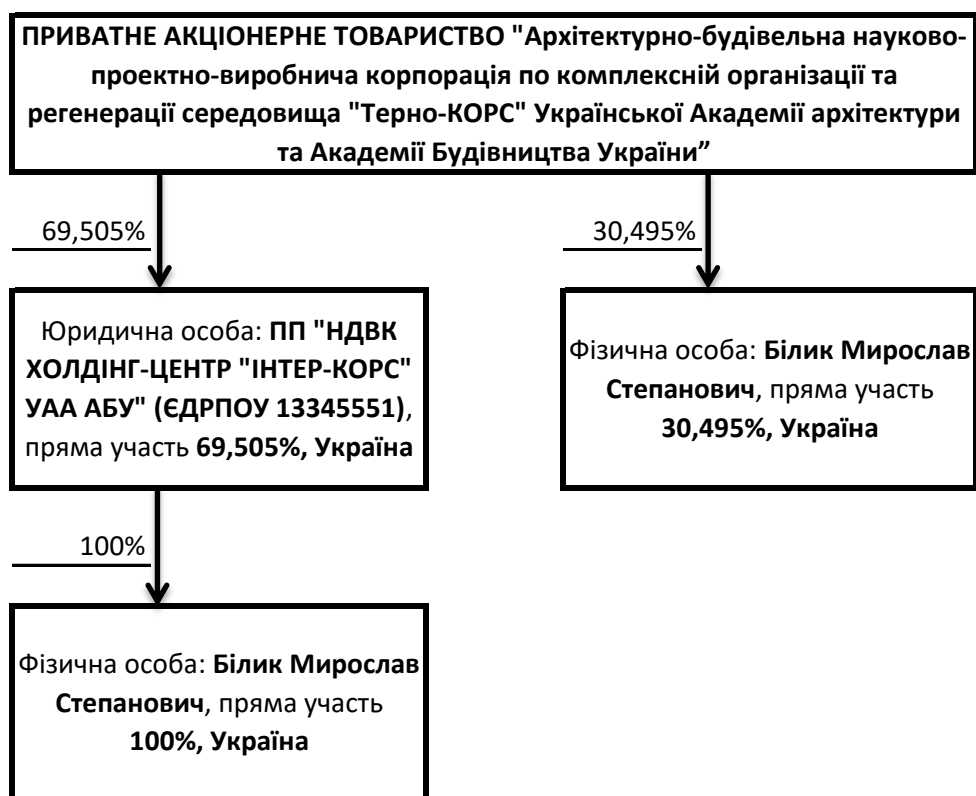 ПРИВАТНЕ АКЦІОНЕРНЕ ТОВАРИСТВО "Архітектурно-будівельна науково-
проектно-виробнича корпорація по комплексній організації та
регенерації середовища "Терно-КОРС" Української Академії архітектури
та Академії Будівництва України”
69,505%
30,495%
Юридична особа: ПП "НДВК
ХОЛДІНГ-ЦЕНТР "ІНТЕР-КОРС"
УАА АБУ" (ЄДРПОУ 13345551),
пряма участь 69,505%, Україна
Фізична особа: Білик Мирослав
Степанович, пряма участь
30,495%, Україна
100%
Фізична особа: Білик Мирослав
Степанович, пряма участь
100%, Україна